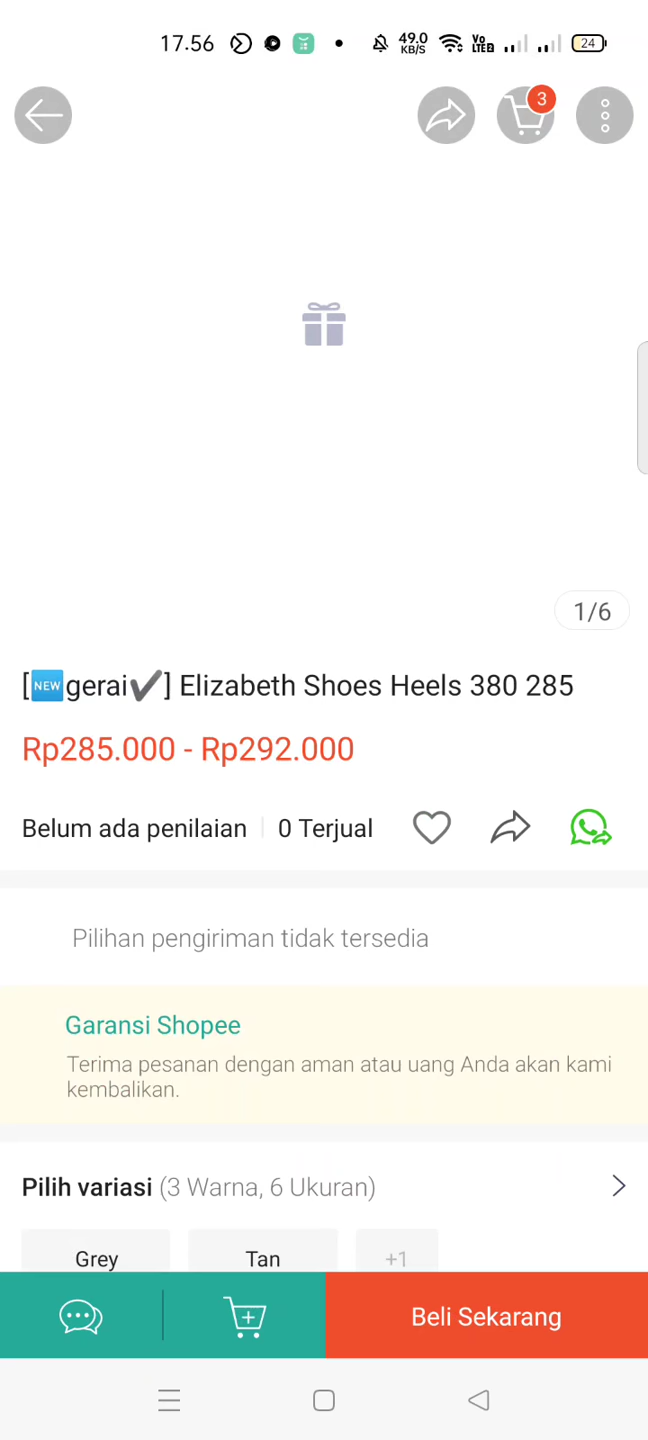 17.56 49.0 KB/S Vo LTE2 24
3
1/6
[🆕gerai✔️] Elizabeth Shoes Heels 380 285
Rp285.000 - Rp292.000
Belum ada penilaian 0 Terjual
Pilihan pengiriman tidak tersedia
Garansi Shopee
Terima pesanan dengan aman atau uang Anda akan kami
kembalikan.
Pilih variasi (3 Warna, 6 Ukuran)
Grey Tan +1
Beli Sekarang